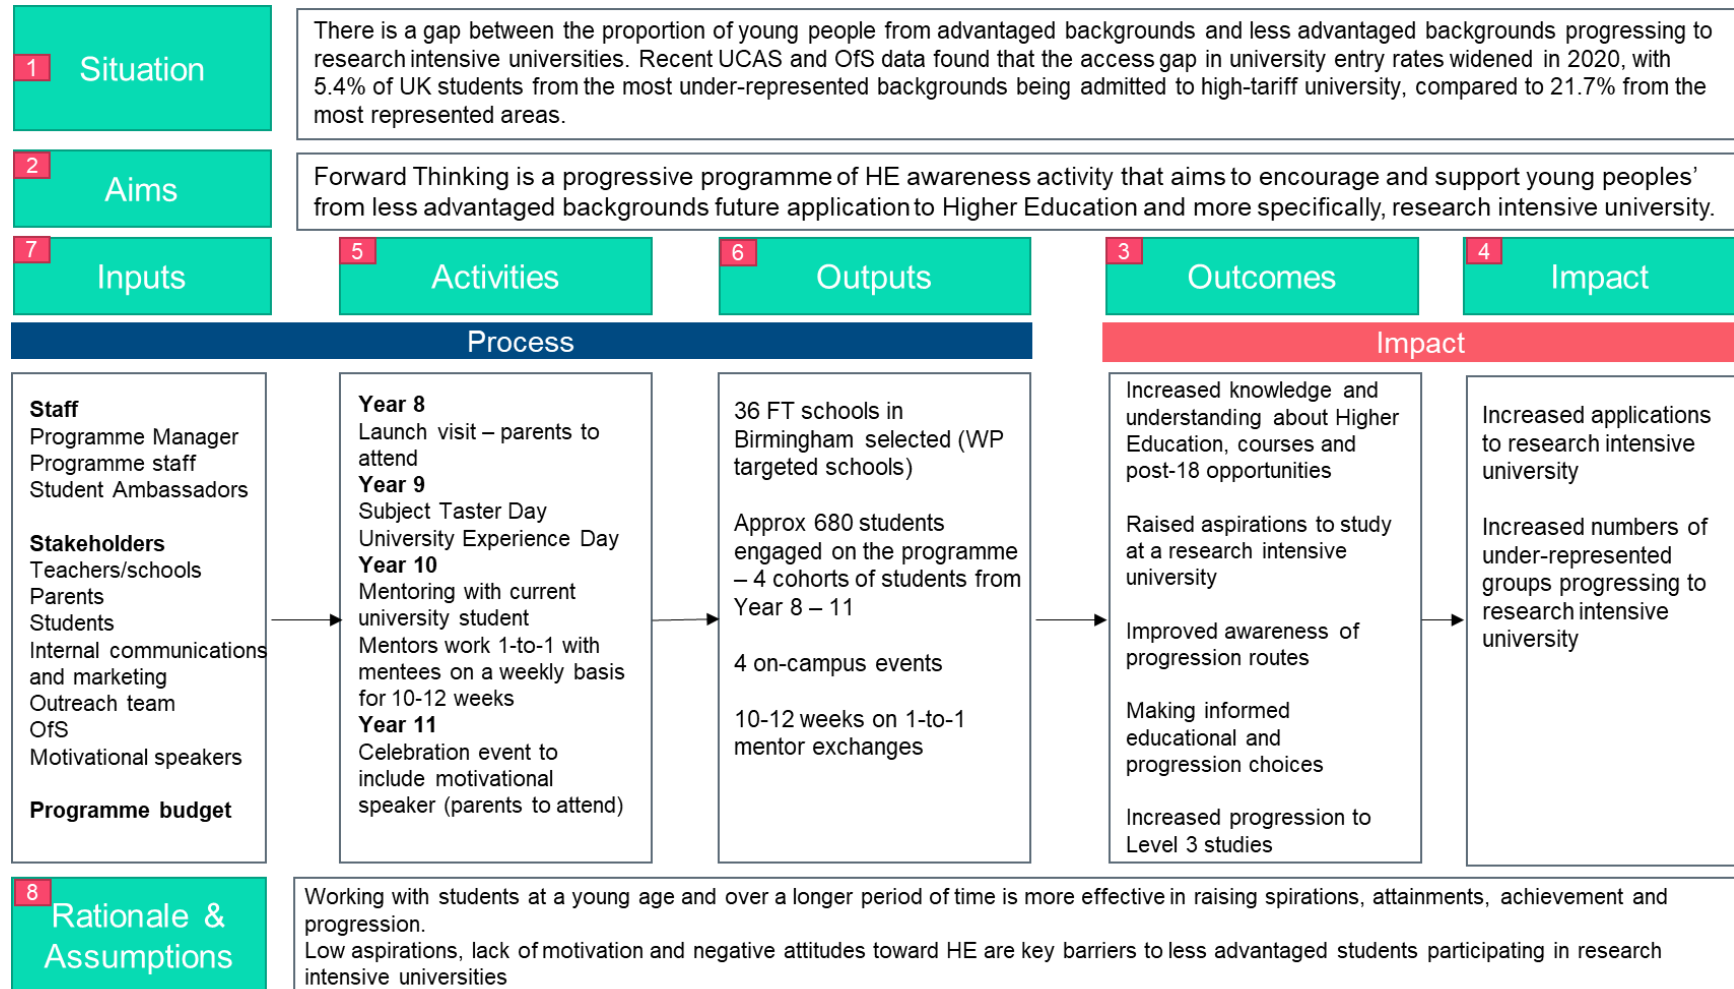 1
Situation
There is a gap between the proportion of young people from advantaged backgrounds and less advantaged backgrounds progressing to
research intensive universities. Recent UCAS and OfS data found that the access gap in university entry rates widened in 2020, with
5.4% of UK students from the most under-represented backgrounds being admitted to high-tariff university, compared to 21.7% from the
most represented areas.
2
Aims
Forward Thinking is a progressive programme of HE awareness activity that aims to encourage and support young peoples’
from less advantaged backgrounds future application to Higher Education and more specifically, research intensive university.
7
Inputs
5
Activities
6
Outputs
3
Outcomes
4
Impact
Process
Impact
Staff
Programme Manager
Programme staff
Student Ambassadors
Stakeholders
Teachers/schools
Parents
Students
Internal communications
and marketing
Outreach team
OfS
Motivational speakers
Programme budget
Year 8
Launch visit – parents to
attend
Year 9
Subject Taster Day
University Experience Day
Year 10
Mentoring with current
university student
Mentors work 1-to-1 with
mentees on a weekly basis
for 10-12 weeks
Year 11
Celebration event to
include motivational
speaker (parents to attend)
36 FT schools in
Birmingham selected (WP
targeted schools)
Approx 680 students
engaged on the programme
– 4 cohorts of students from
Year 8 – 11
4 on-campus events
10-12 weeks on 1-to-1
mentor exchanges
Increased knowledge and
understanding about Higher
Education, courses and
post-18 opportunities
Raised aspirations to study
at a research intensive
university
Improved awareness of
progression routes
Making informed
educational and
progression choices
Increased progression to
Level 3 studies
Increased applications
to research intensive
university
Increased numbers of
under-represented
groups progressing to
research intensive
university
8
Rationale &
Assumptions
Working with students at a young age and over a longer period of time is more effective in raising spirations, attainments, achievement and
progression.
Low aspirations, lack of motivation and negative attitudes toward HE are key barriers to less advantaged students participating in research
intensive universities